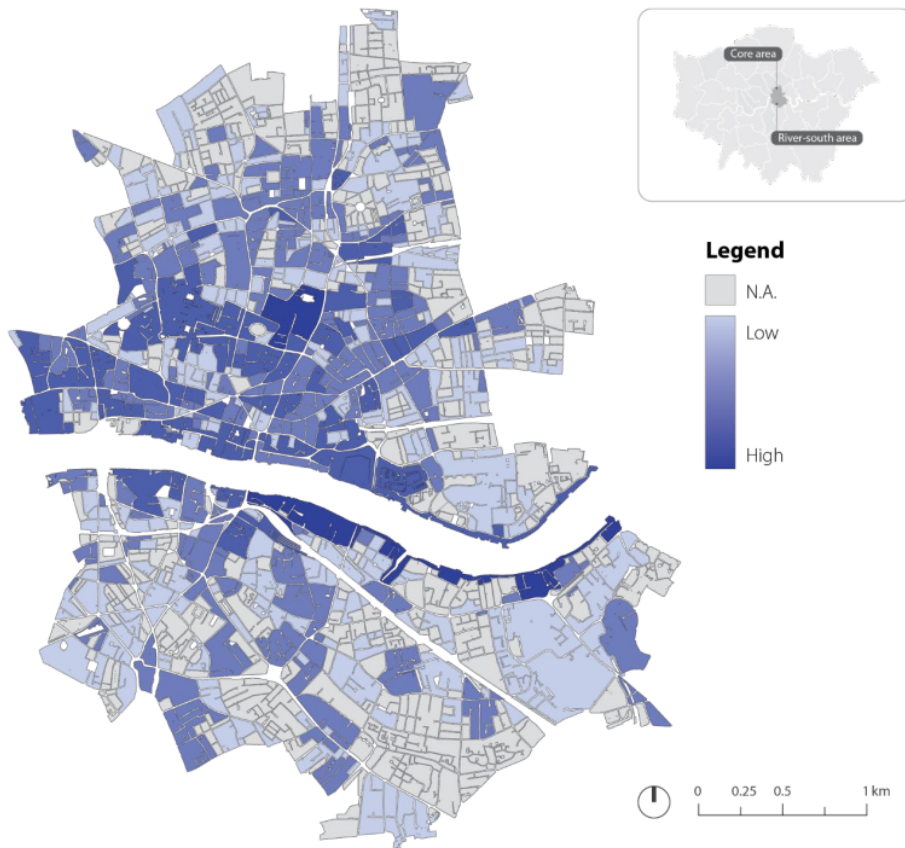 Core area
River-south area
Legend
N.A.
Low
High
0 0.25 0.5 1 km